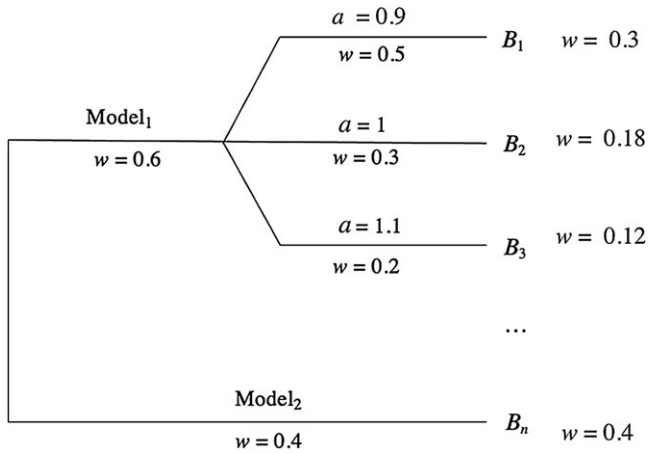 a = 0.9
w = 0.5
B₁ w = 0.3
Model₁
w = 0.6
a = 1
w = 0.3
B₂ w = 0.18
a = 1.1
w = 0.2
B₃ w = 0.12
...
Model₂
w = 0.4
Bₙ w = 0.4